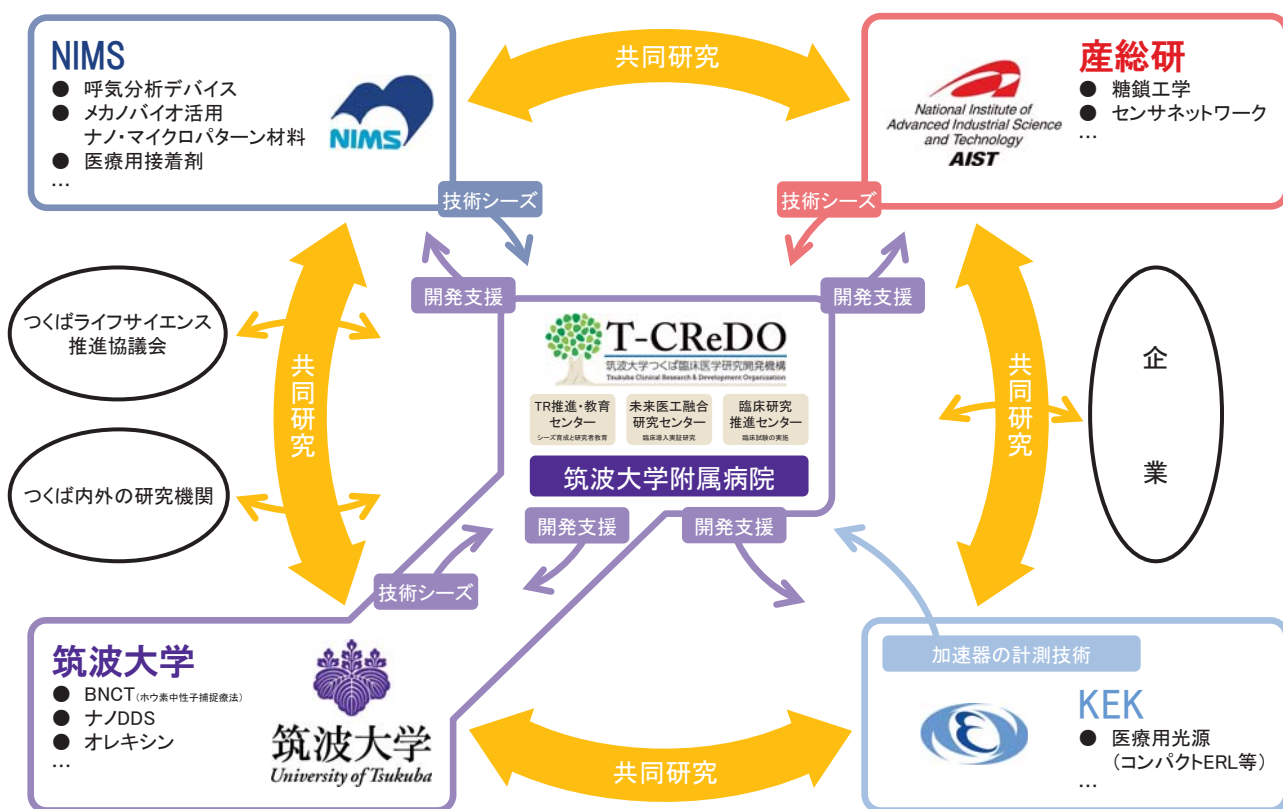 NIMS
● 呼気分析デバイス
● メカノバイオ活用
ナノ・マイクロパターン材料
● 医療用接着剤
…
NIMS
共同研究
産総研
● 糖鎖工学
● センサネットワーク
…
National Institute of
Advanced Industrial Science
and Technology
AIST
技術シーズ
技術シーズ
開発支援
開発支援
つくばライフサイエンス
推進協議会
つくば内外の研究機関
共同研究
T-CReDO
筑波大学つくば臨床医学研究開発機構
Tsukuba Clinical Research & Development Organization
TR推進・教育
センター
シーズ育成と研究者教育
未来医工融合
研究センター
臨床導入実証研究
臨床研究
推進センター
臨床試験の実施
筑波大学附属病院
共同研究
企業
開発支援
開発支援
技術シーズ
筑波大学
● BNCT(ホウ素中性子捕捉療法)
● ナノDDS
● オレキシン
…
筑波大学
University of Tsukuba
共同研究
加速器の計測技術
KEK
● 医療用光源
(コンパクトERL等)
…